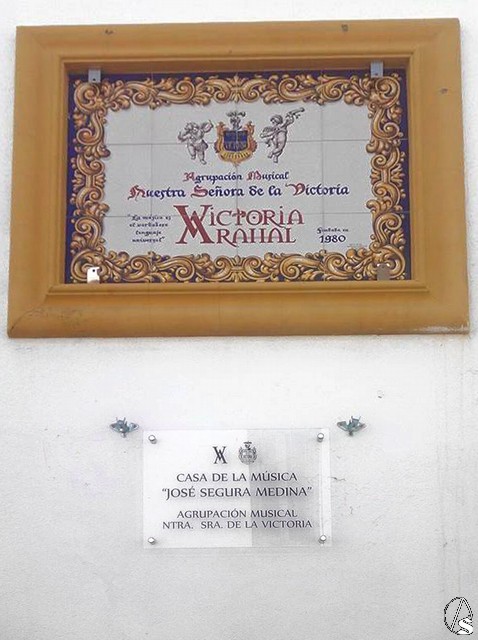 Agrupación Musical
Nuestra Señora de la Victoria
"La música es
el verdadero
lenguaje
universal"
VICTORIA
ARAHAL
Fundada en
1980
CASA DE LA MÚSICA
"JOSÉ SEGURA MEDINA"
AGRUPACIÓN MUSICAL
NTRA. SRA. DE LA VICTORIA